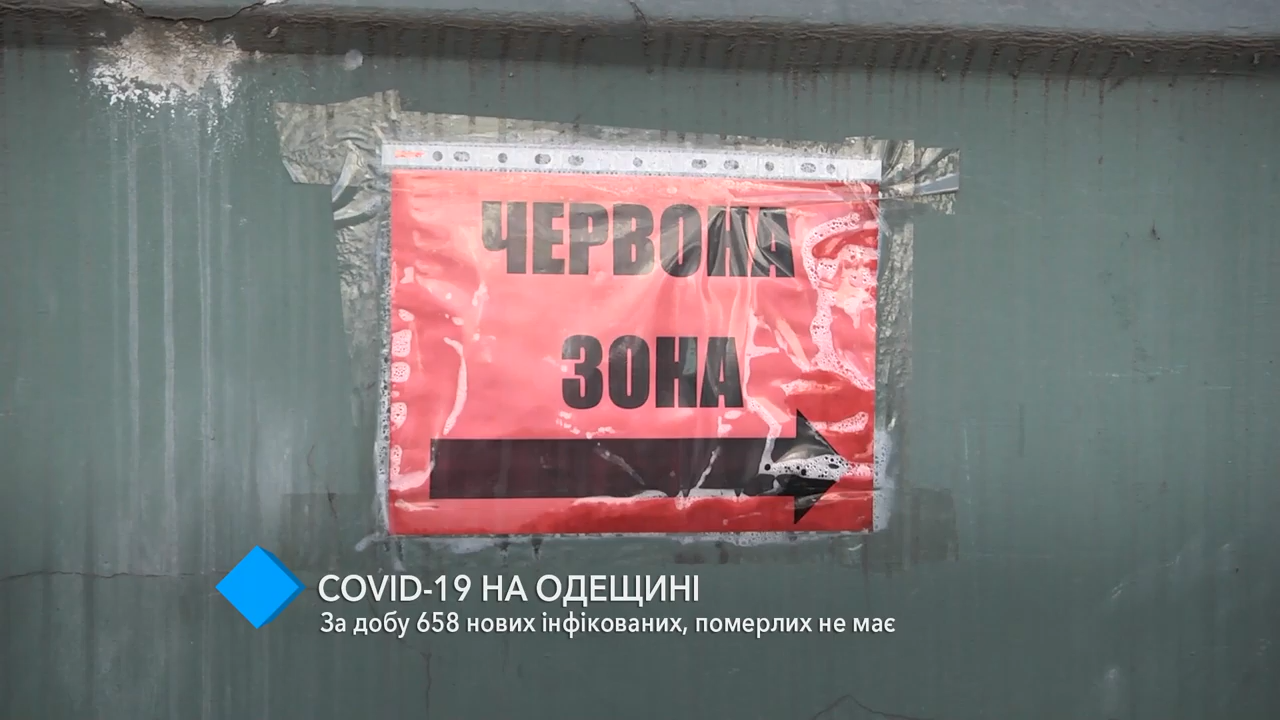 ЧЕРВОНА
ЗОНА
COVID-19 НА ОДЕЩИНІ
За добу 658 нових інфікованих, померлих не має